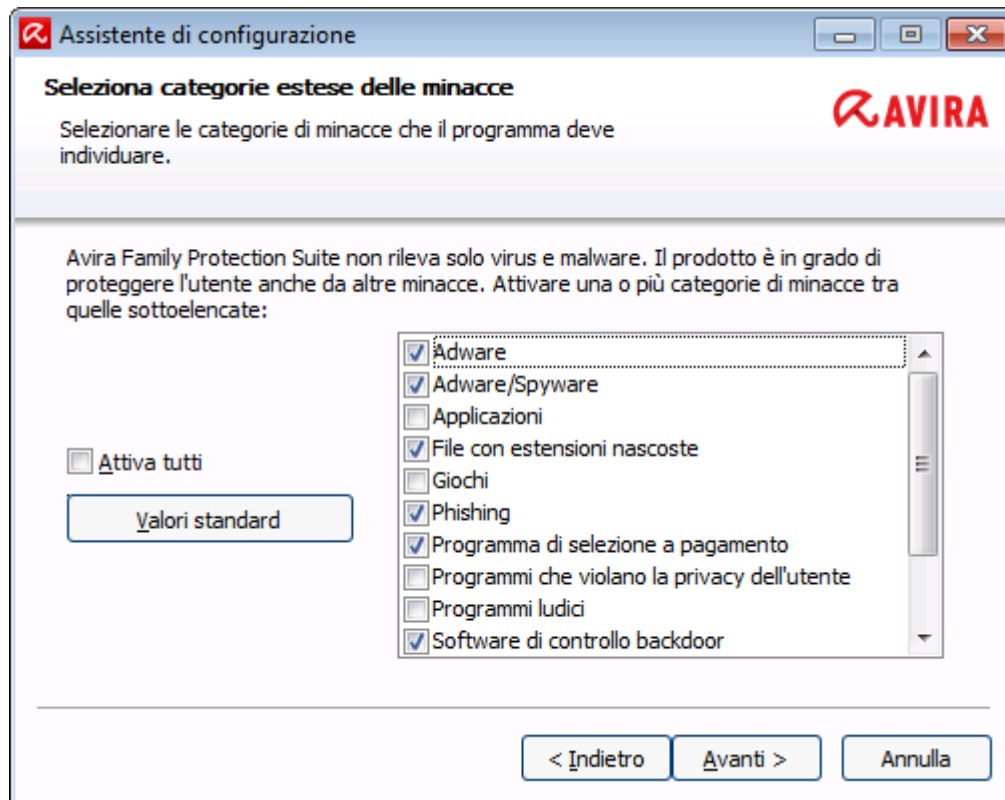 Assistente di configurazione
Seleziona categorie estese delle minacce
Selezionare le categorie di minacce che il programma deve
individuare.
AVIRA
Avira Family Protection Suite non rileva solo virus e malware. Il prodotto è in grado di
proteggere l'utente anche da altre minacce. Attivare una o più categorie di minacce tra
quelle sottoelencate:
Adware
Adware/Spyware
Applicazioni
File con estensioni nascoste
Attiva tutti
Giochi
Phishing
Valori standard
Programma di selezione a pagamento
Programmi che violano la privacy dell'utente
Programmi ludici
Software di controllo backdoor
< Indietro
Avanti >
Annulla